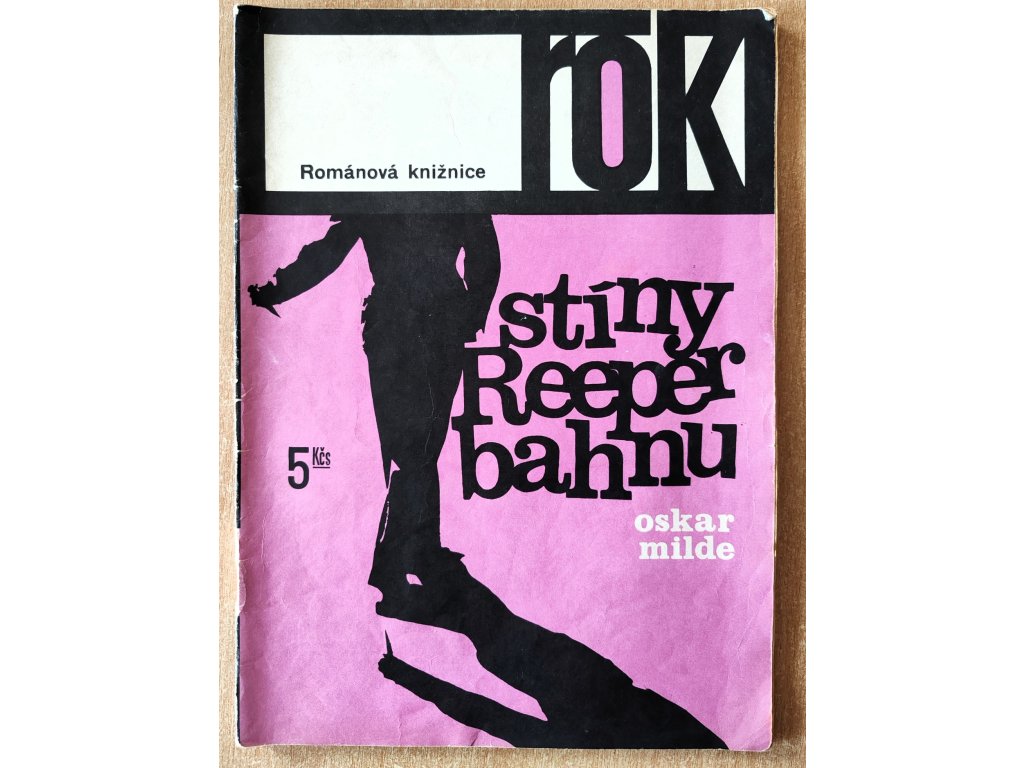 rok
Románová knižnice
stíny
Reeper
bahnu
5 Kčs
oskar
milde